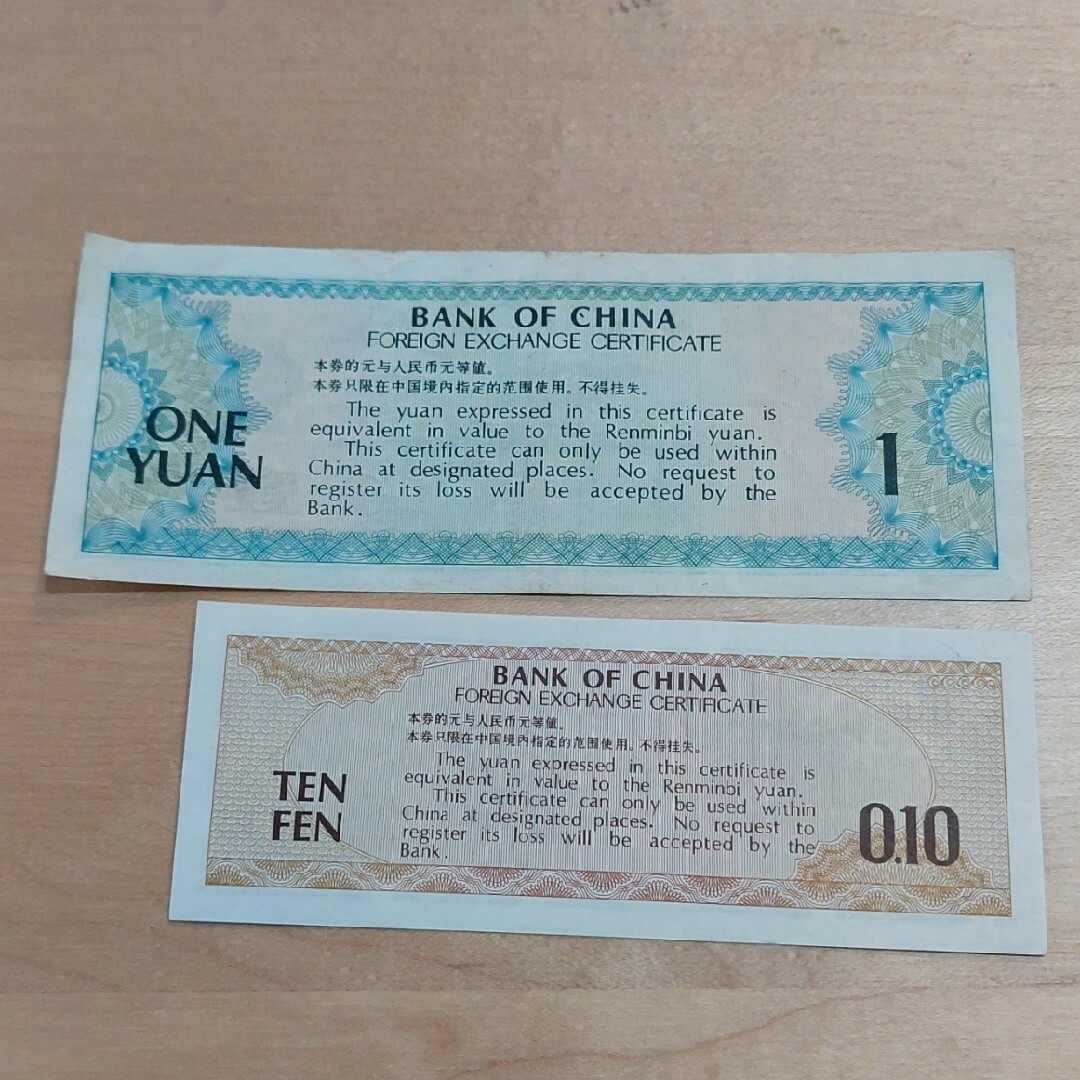 BANK OF CHINA
FOREIGN EXCHANGE CERTIFICATE
本券的元与人民币元等值。
本券只限在中国境内指定的范围使用。不得挂失。
The yuan expressed in this certificate is
equivalent in value to the Renminbi yuan.
This certificate can only be used within
China at designated places. No request to
register its loss will be accepted by the
Bank.
ONE
YUAN
1
BANK OF CHINA
FOREIGN EXCHANGE CERTIFICATE
本券的元与人民币元等值。
本券只限在中国境内指定的范围使用。不得挂失。
The yuan expressed in this certificate is
equivalent in value to the Renminbi yuan.
This certificate can only be used within
China at designated places. No request to
register its loss will be accepted by the
Bank.
TEN
FEN
0.10